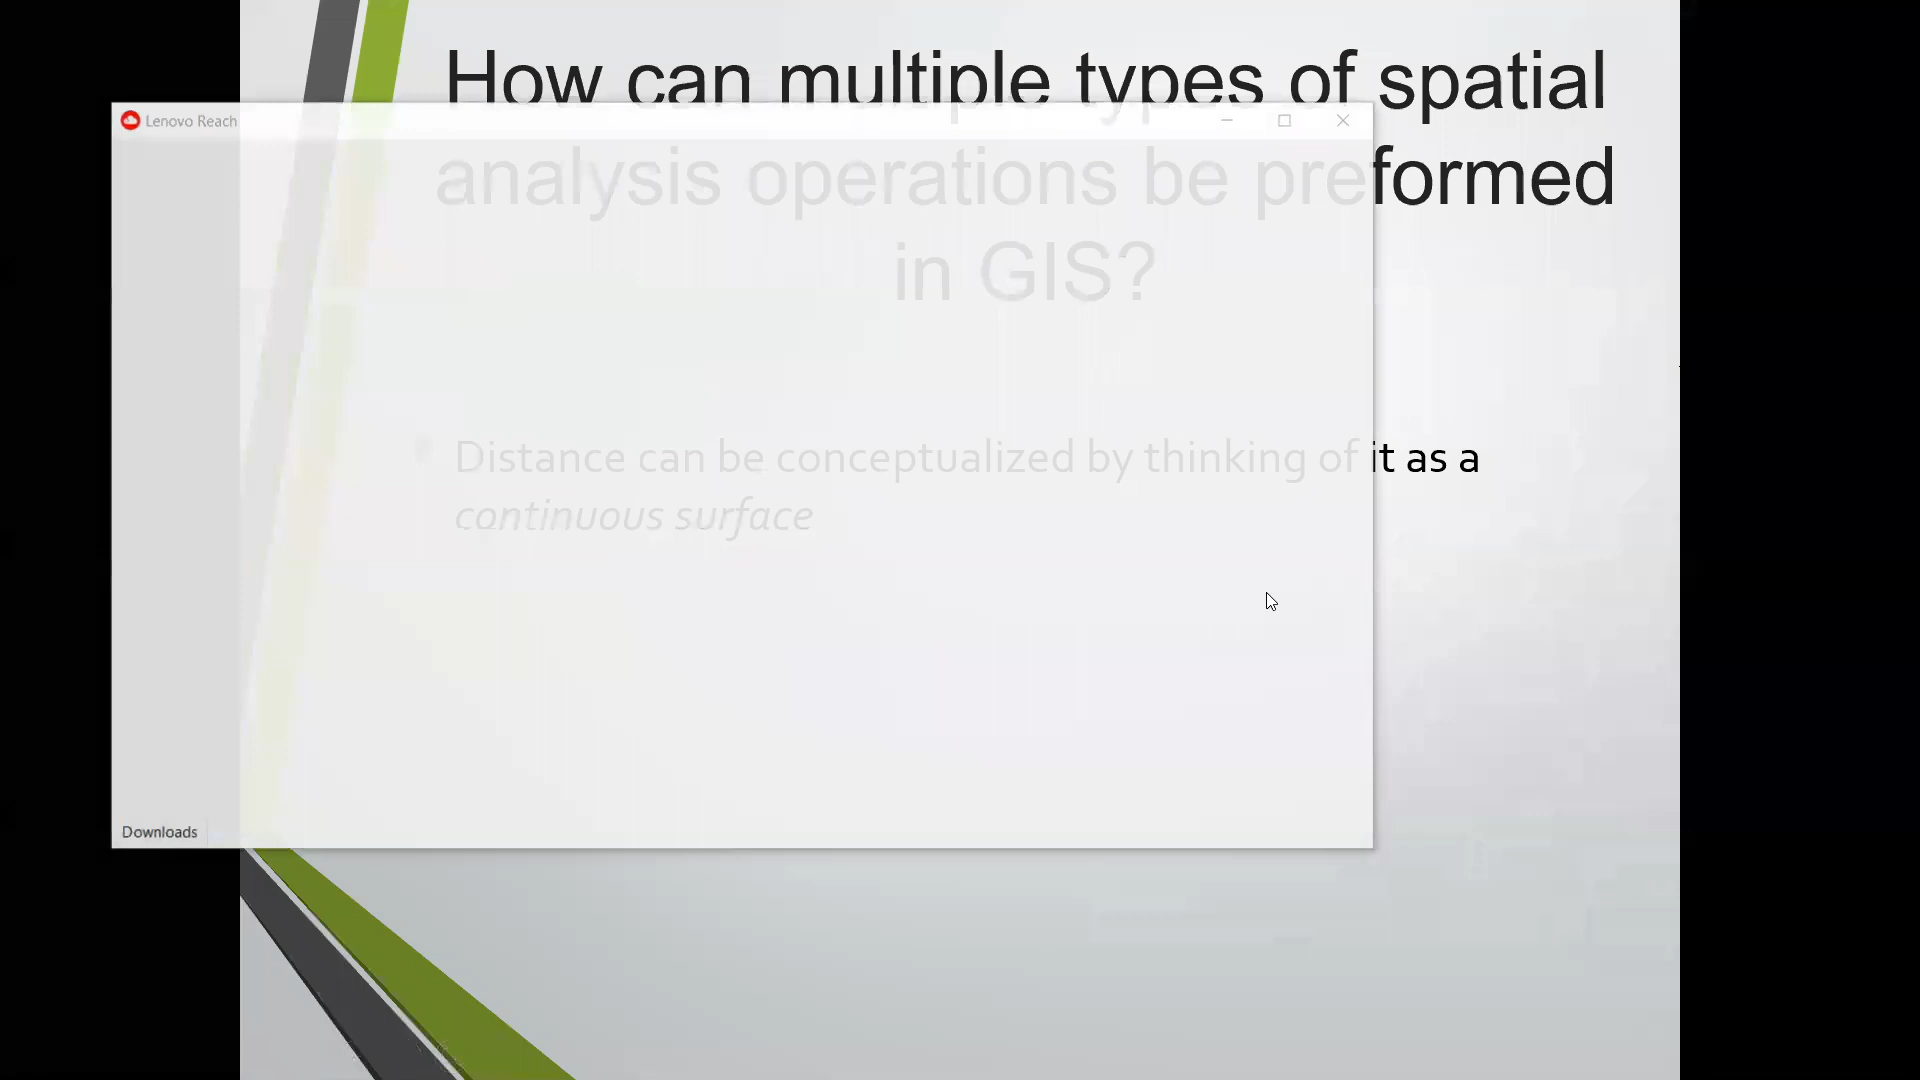 How can multiple types of spatial
Lenovo Reach
analysis operations be preformed
in GIS?
Distance can be conceptualized by thinking of it as a
continuous surface
Downloads